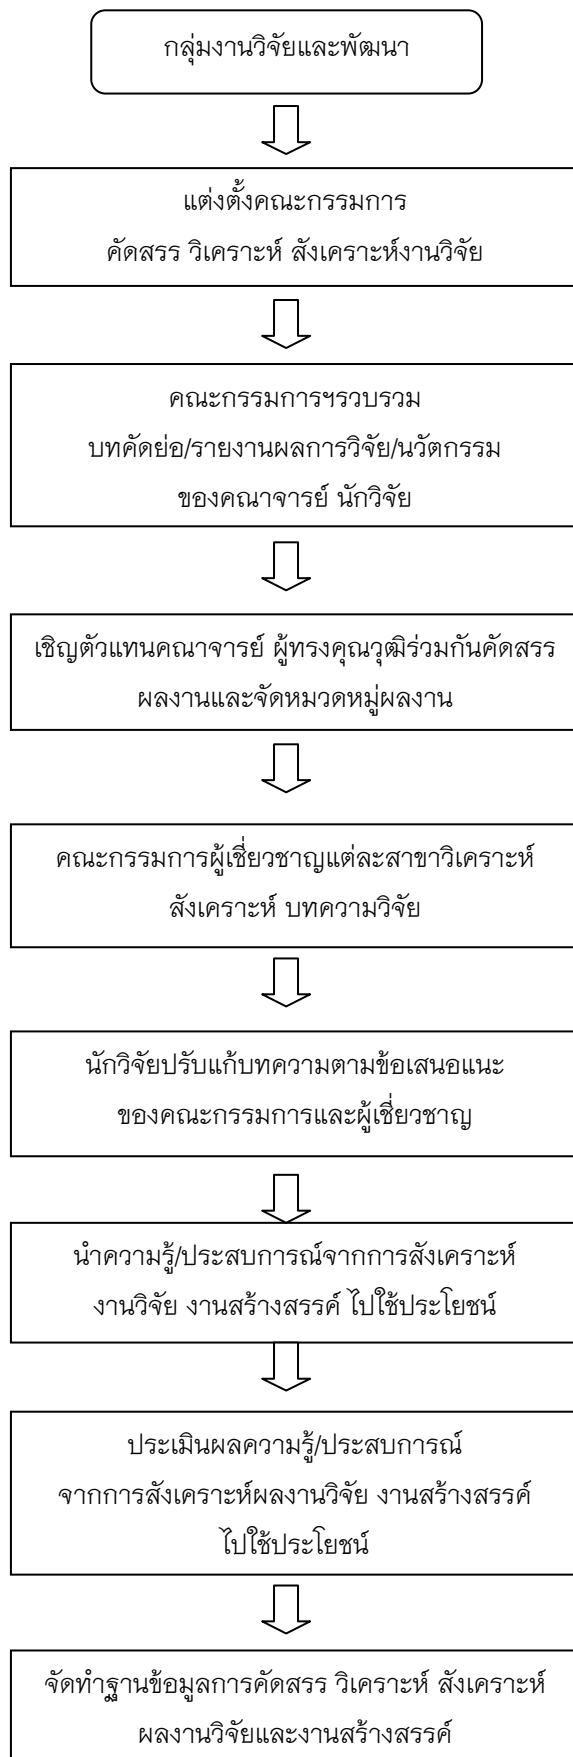 กลุ่มงานวิจัยและพัฒนา
แต่งตั้งคณะกรรมการ
คัดสรร วิเคราะห์ สังเคราะห์งานวิจัย
คณะกรรมการฯรวบรวม
บทคัดย่อ/รายงานผลการวิจัย/นวัตกรรม
ของคณาจารย์ นักวิจัย
เชิญตัวแทนคณาจารย์ ผู้ทรงคุณวุฒิร่วมกันคัดสรร
ผลงานและจัดหมวดหมู่ผลงาน
คณะกรรมการผู้เชี่ยวชาญแต่ละสาขาวิเคราะห์
สังเคราะห์ บทความวิจัย
นักวิจัยปรับแก้บทความตามข้อเสนอแนะ
ของคณะกรรมการและผู้เชี่ยวชาญ
นำความรู้/ประสบการณ์จากการสังเคราะห์
งานวิจัย งานสร้างสรรค์ ไปใช้ประโยชน์
ประเมินผลความรู้/ประสบการณ์
จากการสังเคราะห์ผลงานวิจัย งานสร้างสรรค์
ไปใช้ประโยชน์
จัดทำฐานข้อมูลการคัดสรร วิเคราะห์ สังเคราะห์
ผลงานวิจัยและงานสร้างสรรค์